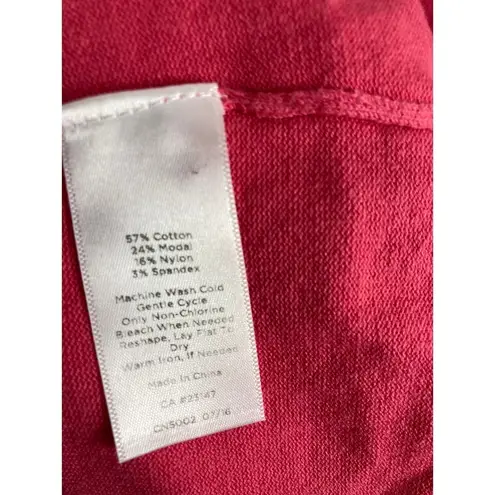 57% Cotton
24% Modal
16% Nylon
3% Spandex
Machine Wash Cold
Gentle Cycle
Only Non-Chlorine
Bleach When Needed
Reshape, Lay Flat To
Dry
Warm Iron, If Needed
Made In China
CA #23147
CN5002 07/16